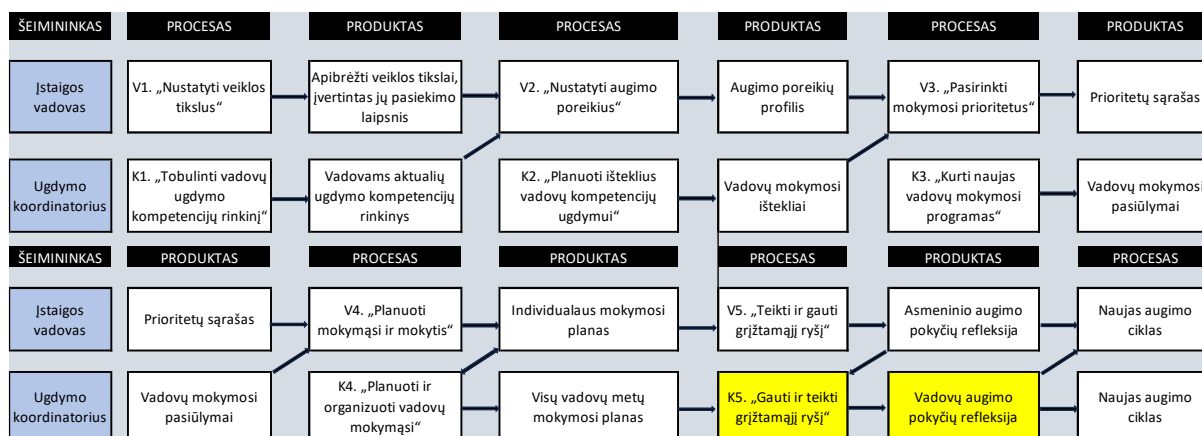 ŠEIMININKAS
PROCESAS
PRODUKTAS
PROCESAS
PRODUKTAS
PROCESAS
PRODUKTAS
Įstaigos
vadovas
V1. „Nustatyti veiklos
tikslus“
Apibrėžti veiklos tikslai,
įvertintas jų pasiekimo
laipsnis
V2. „Nustatyti augimo
poreikius“
Augimo poreikių
profilis
V3. „Pasirinkti
mokymosi prioritetus“
Prioritetų sąrašas
Ugdymo
koordinatorius
K1. „Tobulinti vadovų
ugdymo
kompetencijų rinkinį“
Vadovams aktualių
ugdymo kompetencijų
rinkinys
K2. „Planuoti išteklius
vadovų kompetencijų
ugdymui“
Vadovų mokymosi
ištekliai
K3. „Kurti naujas
vadovų mokymosi
programas“
Vadovų mokymosi
pasiūlymai
ŠEIMININKAS
PRODUKTAS
PROCESAS
PRODUKTAS
PROCESAS
PRODUKTAS
PRODUKTAS
Įstaigos
vadovas
Prioritetų sąrašas
V4. „Planuoti
mokymąsi ir mokytis“
Individualaus mokymosi
planas
V5. „Teikti ir gauti
grįžtamąjį ryšį“
Asmeninio augimo
pokyčių refleksija
Naujas augimo
ciklas
Ugdymo
koordinatorius
Vadovų mokymosi
pasiūlymai
K4. „Planuoti ir
organizuoti vadovų
mokymąsi“
Visų vadovų metų
mokymosi planas
K5. „Gauti ir teikti
grįžtamąjį ryšį“
Vadovų augimo
pokyčių refleksija
Naujas augimo
ciklas